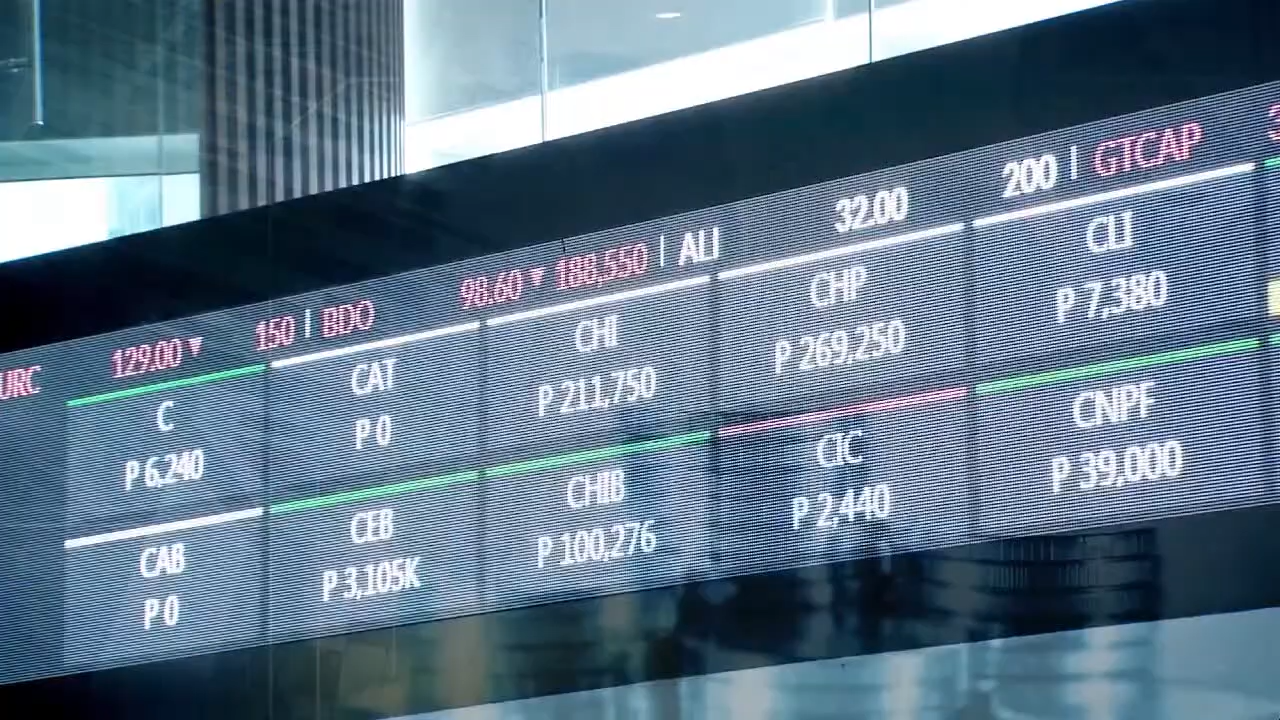 URC 129.00 ▼ 150 | BDO 98.60 ▼ 188,550 | ALI 32.00 200 | GTCAP
C
P 6,240
CAT
P 0
CHI
P 211,750
CHP
P 269,250
CLI
P 7,380
CAB
P 0
CEB
P 3,105K
CHIB
P 100,276
CIC
P 2,440
CNPF
P 39,000